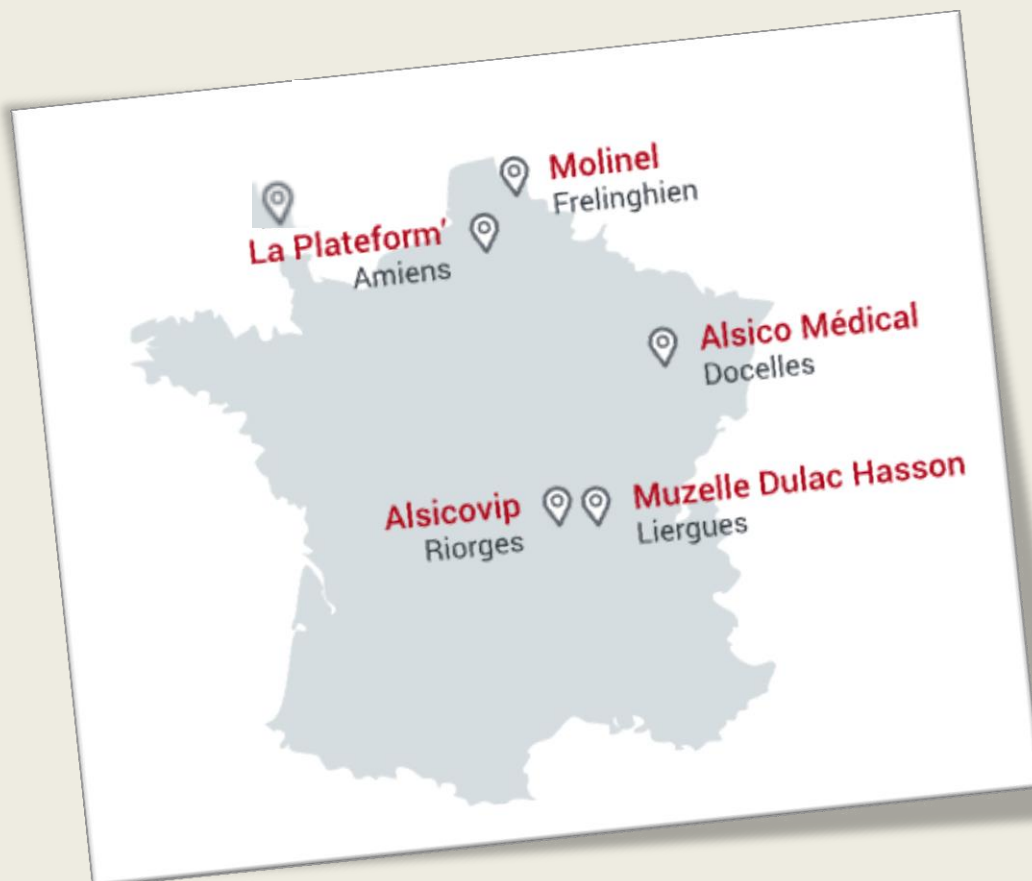 Molinel
Frelinghien
La Plateform'
Amiens
Alsico Médical
Docelles
Alsicovip
Riorges
Muzelle Dulac Hasson
Liergues